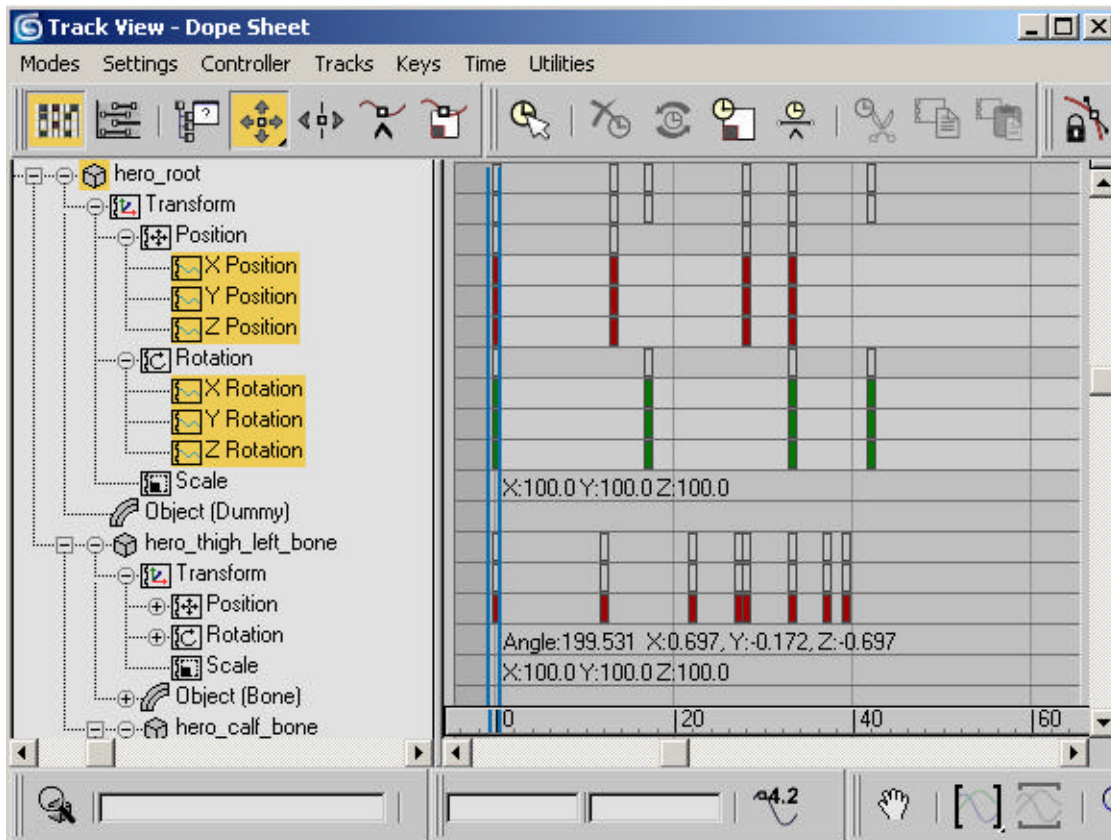 Track View - Dope Sheet
Modes Settings Controller Tracks Keys Time Utilities
?
hero_root
Transform
Position
X Position
Y Position
Z Position
Rotation
X Rotation
Y Rotation
Z Rotation
Scale
X:100.0 Y:100.0 Z:100.0
Object (Dummy)
hero_thigh_left_bone
Transform
Position
Rotation
Angle:199.531 X:0.697, Y:-0.172, Z:-0.697
Scale
X:100.0 Y:100.0 Z:100.0
Object (Bone)
hero_calf_bone
0 20 40 60
4.2